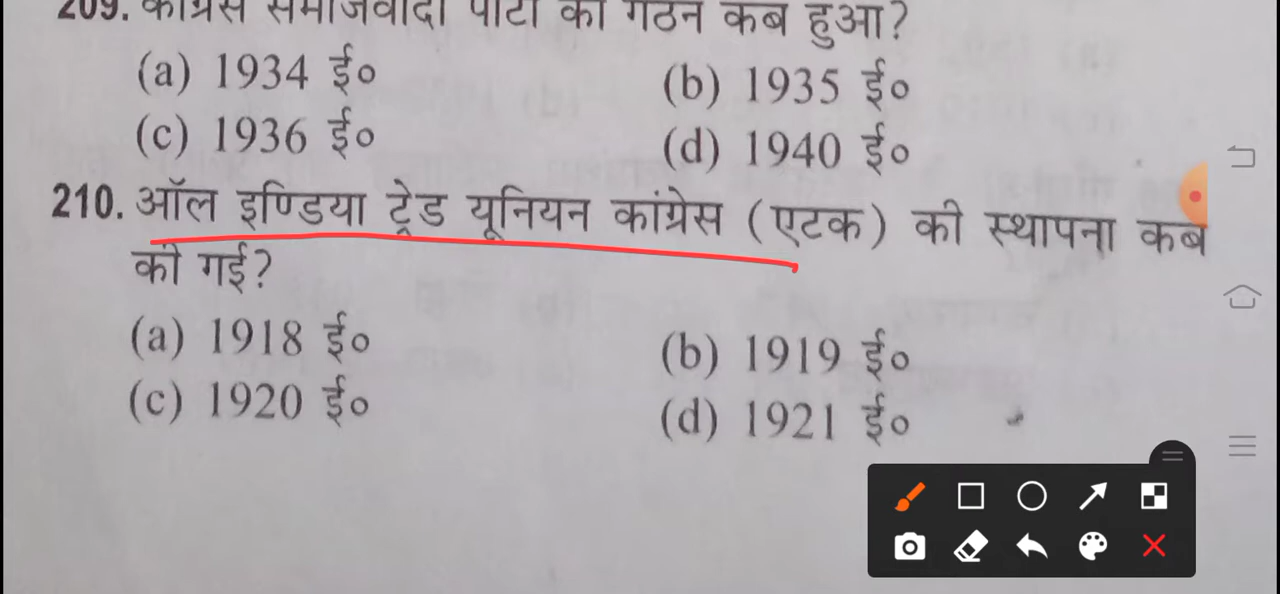 209. कांग्रेस समाजवादी पार्टी का गठन कब हुआ?
(a) 1934 ई० (b) 1935 ई०
(c) 1936 ई० (d) 1940 ई०
210. ऑल इण्डिया ट्रेड यूनियन कांग्रेस (एटक) की स्थापना कब
की गई?
(a) 1918 ई० (b) 1919 ई०
(c) 1920 ई० (d) 1921 ई०